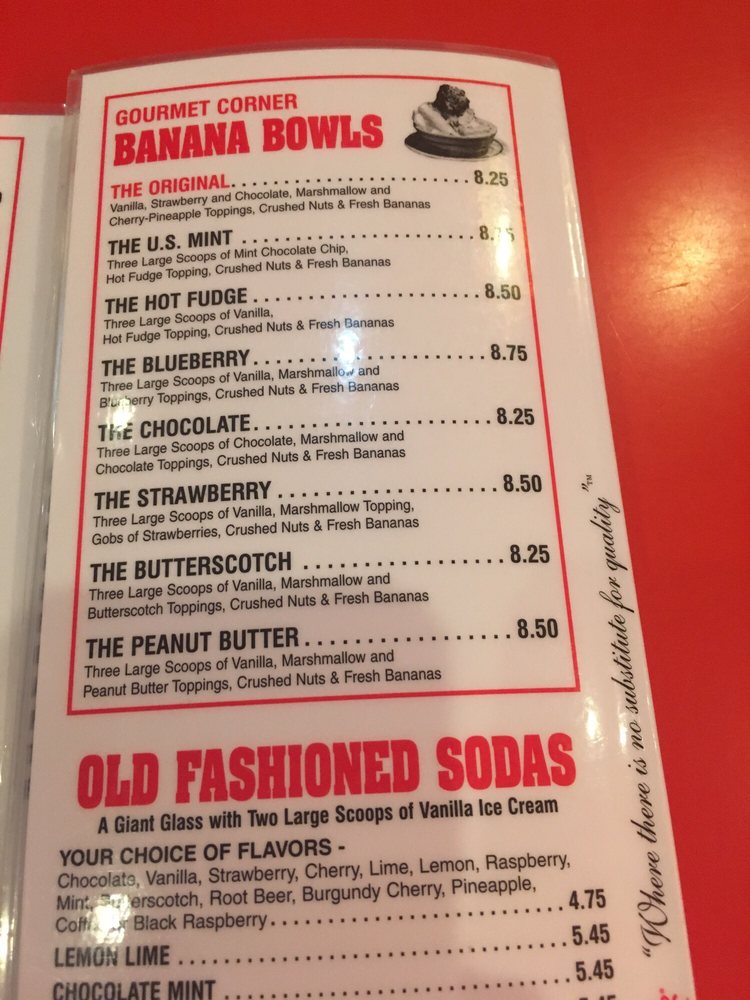 GOURMET CORNER
BANANA BOWLS
THE ORIGINAL. . . . . . . . . . . . . . . . . . . . . . . . 8.25
Vanilla, Strawberry and Chocolate, Marshmallow and
Cherry-Pineapple Toppings, Crushed Nuts & Fresh Bananas
THE U.S. MINT . . . . . . . . . . . . . . . . . . . . . . .
Three Large Scoops of Mint Chocolate Chip,
Hot Fudge Topping, Crushed Nuts & Fresh Bananas
THE HOT FUDGE . . . . . . . . . . . . . . . . . . . . . . 8.50
Three Large Scoops of Vanilla,
Hot Fudge Topping, Crushed Nuts & Fresh Bananas
THE BLUEBERRY. . . . . . . . . . . . . . . . . . . . . . 8.75
Three Large Scoops of Vanilla, Marshmallow and
Blueberry Toppings, Crushed Nuts & Fresh Bananas
THE CHOCOLATE. . . . . . . . . . . . . . . . . . . . . . 8.25
Three Large Scoops of Chocolate, Marshmallow and
Chocolate Toppings, Crushed Nuts & Fresh Bananas
THE STRAWBERRY . . . . . . . . . . . . . . . . . . . . 8.50
Three Large Scoops of Vanilla, Marshmallow Topping,
Gobs of Strawberries, Crushed Nuts & Fresh Bananas
THE BUTTERSCOTCH . . . . . . . . . . . . . . . . . . 8.25
Three Large Scoops of Vanilla, Marshmallow and
Butterscotch Toppings, Crushed Nuts & Fresh Bananas
THE PEANUT BUTTER . . . . . . . . . . . . . . . . . . 8.50
Three Large Scoops of Vanilla, Marshmallow and
Peanut Butter Toppings, Crushed Nuts & Fresh Bananas
OLD FASHIONED SODAS
A Giant Glass with Two Large Scoops of Vanilla Ice Cream
YOUR CHOICE OF FLAVORS -
Chocolate, Vanilla, Strawberry, Cherry, Lime, Lemon, Raspberry,
Mint, Butterscotch, Root Beer, Burgundy Cherry, Pineapple,
Coffee or Black Raspberry . . . . . . . . . . . . . . . . . . . . . . . . . 4.75
LEMON LIME . . . . . . . . . . . . . . . . . . . . . . . . . . . . . . . 5.45
CHOCOLATE MINT . . . . . . . . . . . . . . . . . . . . . . . . . . . 5.45
"Where there is no substitute for quality"™